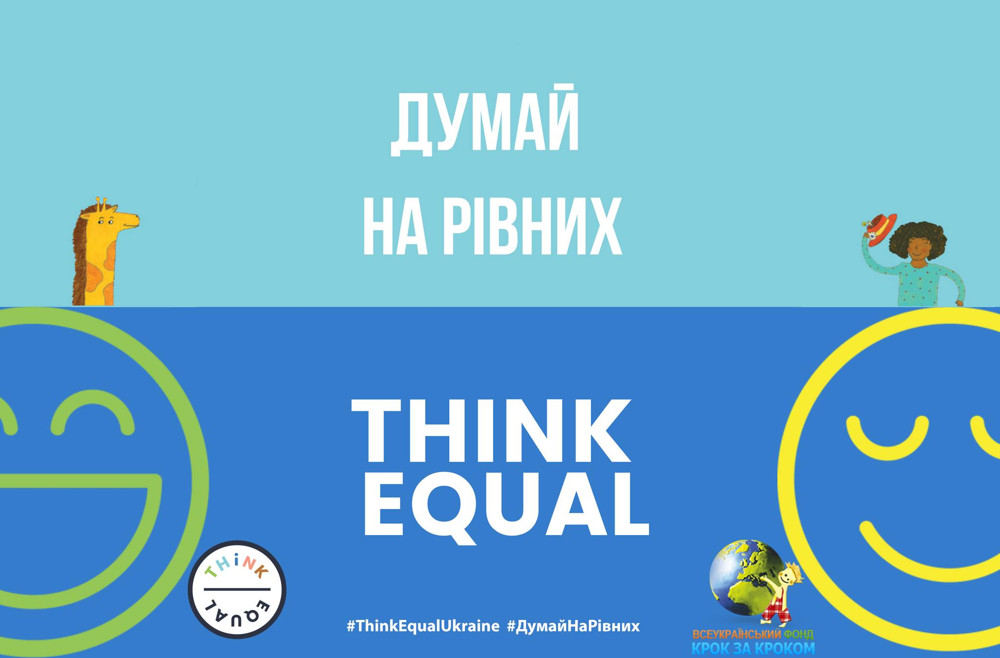 ДУМАЙ
НА РІВНИХ
THINK
EQUAL
THiNK
EQUAL
#ThinkEqualUkraine #ДумайНаРівних
ВСЕУКРАЇНСЬКИЙ ФОНД
КРОК ЗА КРОКОМ